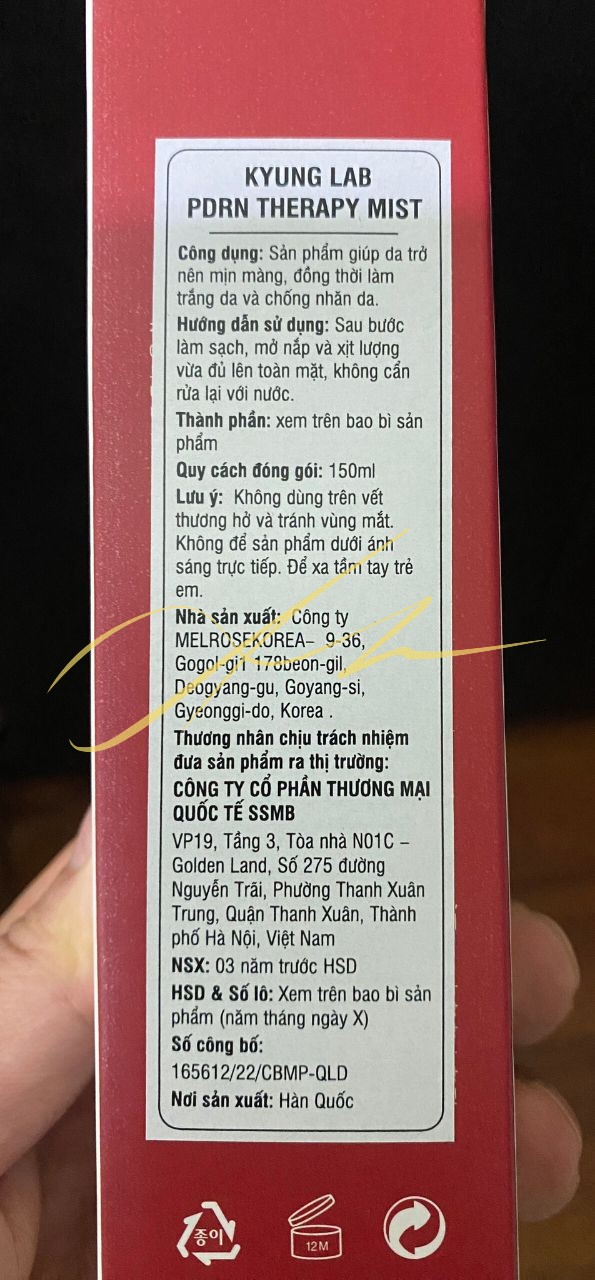 KYUNG LAB
PDRN THERAPY MIST
Công dụng: Sản phẩm giúp da trở
nên mịn màng, đồng thời làm
trắng da và chống nhăn da.
Hướng dẫn sử dụng: Sau bước
làm sạch, mở nắp và xịt lượng
vừa đủ lên toàn mặt, không cần
rửa lại với nước.
Thành phần: xem trên bao bì sản
phẩm
Quy cách đóng gói: 150ml
Lưu ý: Không dùng trên vết
thương hở và tránh vùng mắt.
Không để sản phẩm dưới ánh
sáng trực tiếp. Để xa tầm tay trẻ
em.
Nhà sản xuất: Công ty
MELROSEKOREA– 9-36,
Gogol-gi1 178beon-gil,
Deogyang-gu, Goyang-si,
Gyeonggi-do, Korea .
Thương nhân chịu trách nhiệm
đưa sản phẩm ra thị trường:
CÔNG TY CỔ PHẦN THƯƠNG MẠI
QUỐC TẾ SSMB
VP19, Tầng 3, Tòa nhà N01C –
Golden Land, Số 275 đường
Nguyễn Trãi, Phường Thanh Xuân
Trung, Quận Thanh Xuân, Thành
phố Hà Nội, Việt Nam
NSX: 03 năm trước HSD
HSD & Số lô: Xem trên bao bì sản
phẩm (năm tháng ngày X)
Số công bố:
165612/22/CBMP-QLD
Nơi sản xuất: Hàn Quốc
종이
12M